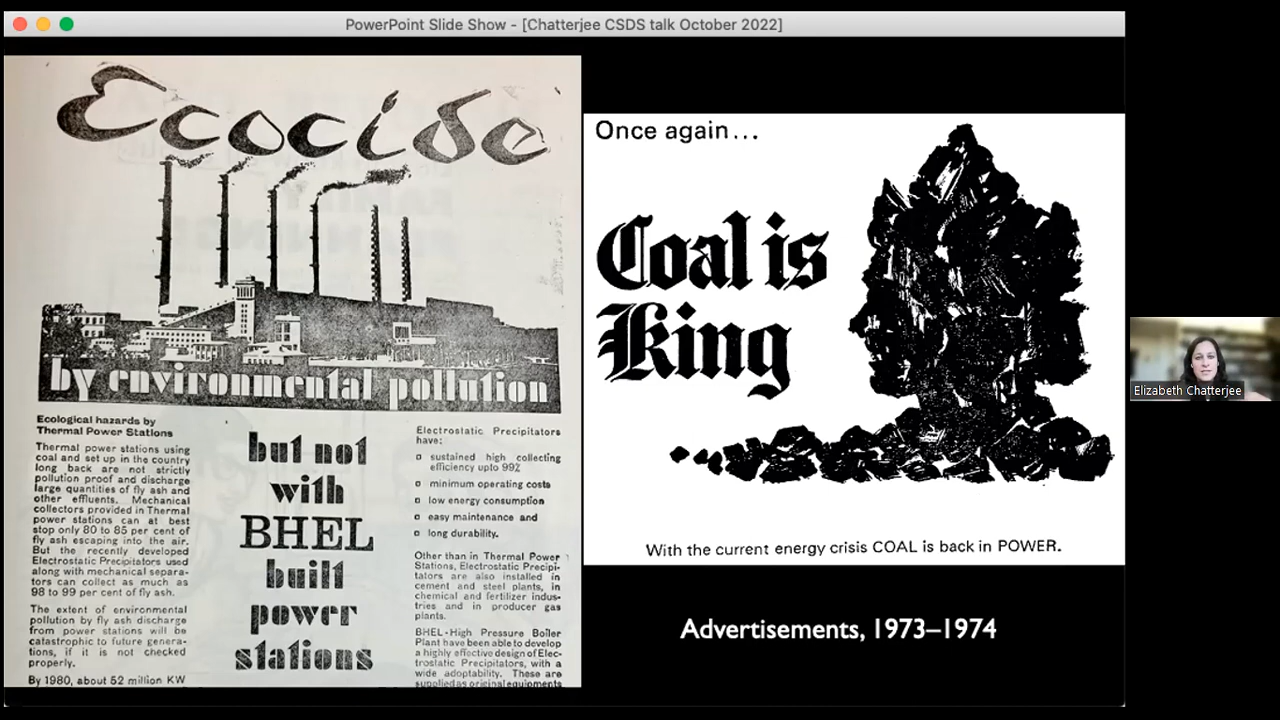 PowerPoint Slide Show - [Chatterjee CSDS talk October 2022]
Ecocide
by environmental pollution
Ecological hazards by
Thermal Power Stations
Thermal power stations using
coal and set up in the country
long back are not strictly
pollution proof and discharge
large quantities of fly ash and
other effluents. Mechanical
collectors provided in Thermal
power stations can at best
stop only 80 to 85 per cent of
fly ash escaping into the air.
But the recently developed
Electrostatic Precipitators used
along with mechanical separa-
tors can collect as much as
98 to 99 per cent of fly ash.
The extent of environmental
pollution by fly ash discharge
from power stations will be
catastrophic to future genera-
tions, if it is not checked
properly.
By 1980, about 52 million KW
but not
with
BHEL
built
power
stations
Electrostatic Precipitators
have:
sustained high collecting
efficiency upto 99%
minimum operating costs
low energy consumption
easy maintenance and
long durability.
Other than in Thermal Power
Stations, Electrostatic Precipi-
tators are also installed in
cement and steel plants, in
chemical and fertilizer indus-
tries and in producer gas
plants.
BHEL-High Pressure Boiler
Plant have been able to develop
a highly effective design of Elec-
trostatic Precipitators, with a
wide adoptability. These are
supplied as original equipments
Once again...
Coal is
King
With the current energy crisis COAL is back in POWER.
Advertisements, 1973–1974
Elizabeth Chatterjee